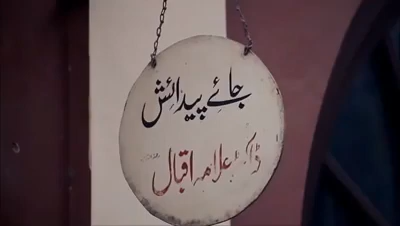 جائے پیدائش
ڈاکٹر علامہ اقبال